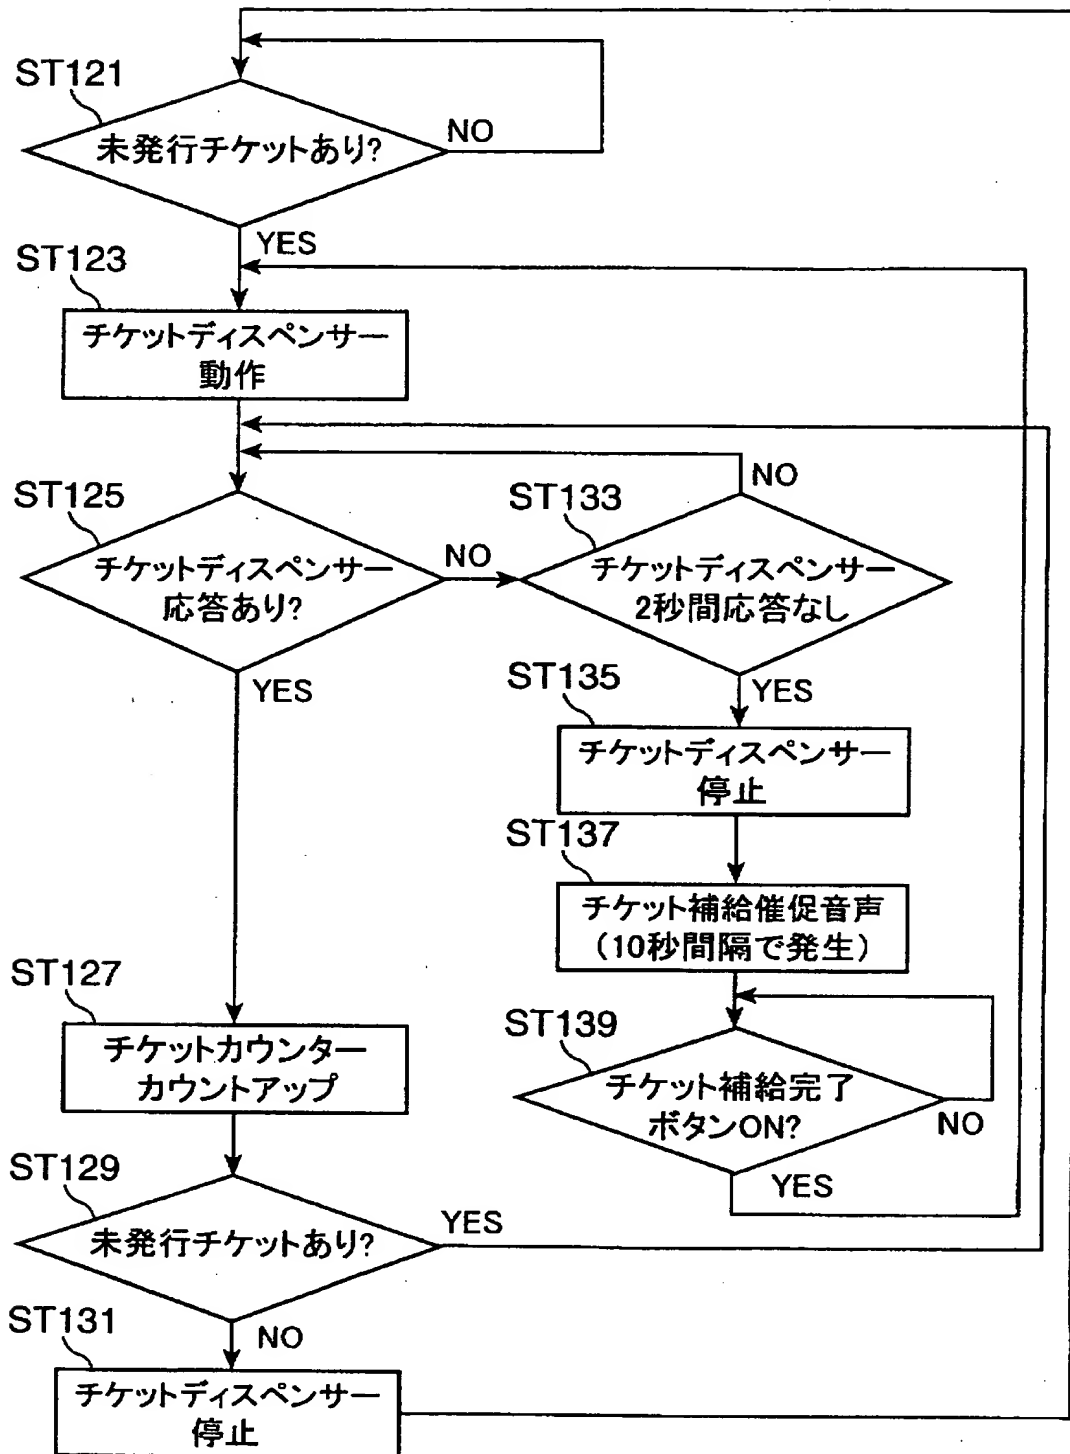 ST121
未発行チケットあり?
NO
YES
ST123
チケットディスペンサー
動作
ST125
チケットディスペンサー
応答あり?
NO
YES
ST133
チケットディスペンサー
2秒間応答なし
NO
YES
ST135
チケットディスペンサー
停止
ST137
チケット補給催促音声
(10秒間隔で発生)
ST139
チケット補給完了
ボタンON?
NO
YES
ST127
チケットカウンター
カウントアップ
ST129
未発行チケットあり?
YES
NO
ST131
チケットディスペンサー
停止